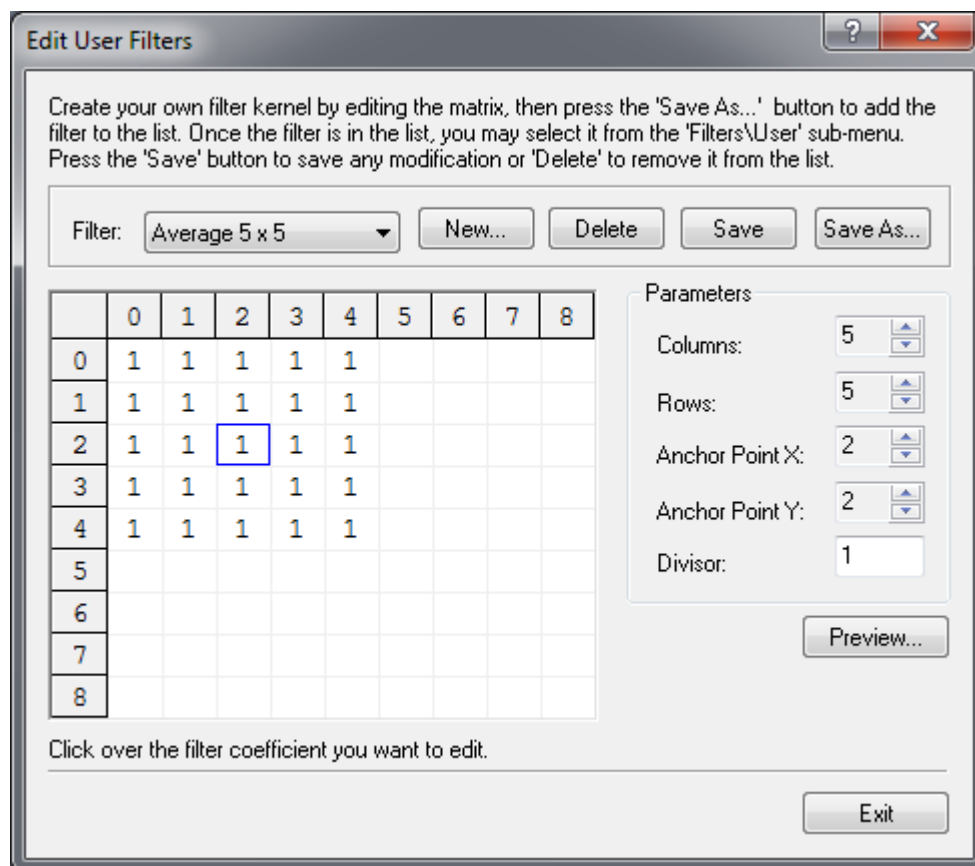 Edit User Filters
?
Create your own filter kernel by editing the matrix, then press the 'Save As...' button to add the
filter to the list. Once the filter is in the list, you may select it from the 'Filters\User' sub-menu.
Press the 'Save' button to save any modification or 'Delete' to remove it from the list.
Filter: Average 5 x 5 New... Delete Save Save As...
0 1 2 3 4 5 6 7 8
0 1 1 1 1 1
1 1 1 1 1 1
2 1 1 1 1 1
3 1 1 1 1 1
4 1 1 1 1 1
5
6
7
8
Parameters
Columns: 5
Rows: 5
Anchor Point X: 2
Anchor Point Y: 2
Divisor: 1
Preview...
Click over the filter coefficient you want to edit.
Exit